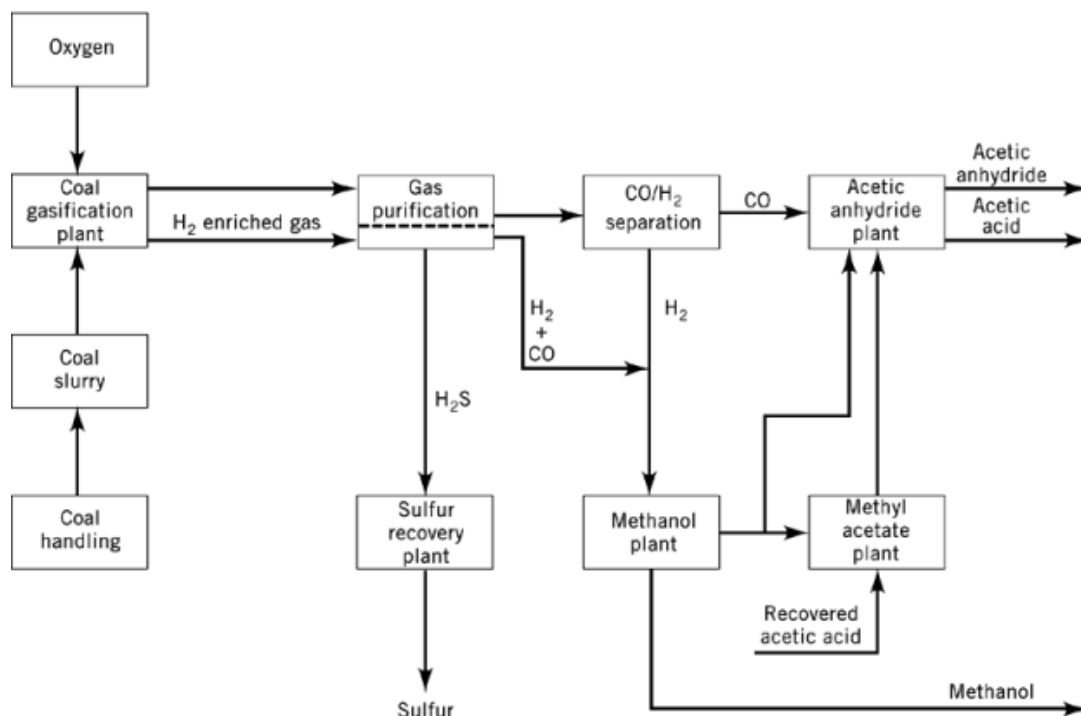 Oxygen
Coal
gasification
plant
H₂ enriched gas
Gas
purification
CO/H₂
separation
CO
Acetic
anhydride
plant
Acetic
anhydride
Acetic
acid
Coal
slurry
H₂
+
CO
H₂
H₂S
Coal
handling
Sulfur
recovery
plant
Methanol
plant
Methyl
acetate
plant
Recovered
acetic acid
Methanol
Sulfur